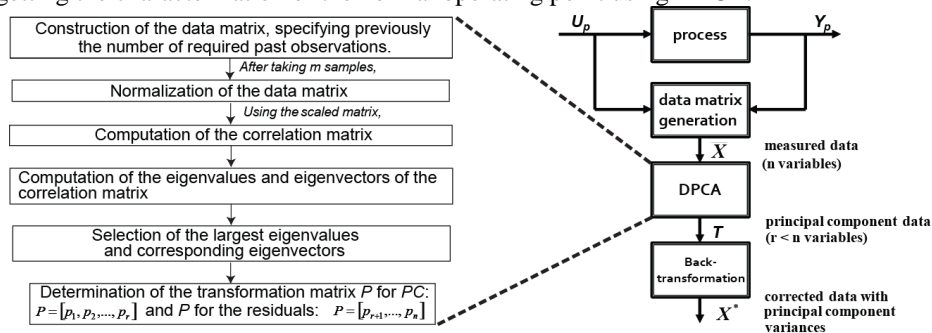 Construction of the data matrix, specifying previously
the number of required past observations.
After taking m samples,
Normalization of the data matrix
Using the scaled matrix,
Computation of the correlation matrix
Computation of the eigenvalues and eigenvectors of the
correlation matrix
Selection of the largest eigenvalues
and corresponding eigenvectors
Determination of the transformation matrix P for PC:
P=[p₁, p₂,..., pᵣ] and P for the residuals: P=[pᵣ₊₁,..., pₙ]
Uₚ
process
Yₚ
data matrix
generation
X
measured data
(n variables)
DPCA
T
principal component data
(r < n variables)
Back-
transformation
X*
corrected data with
principal component
variances